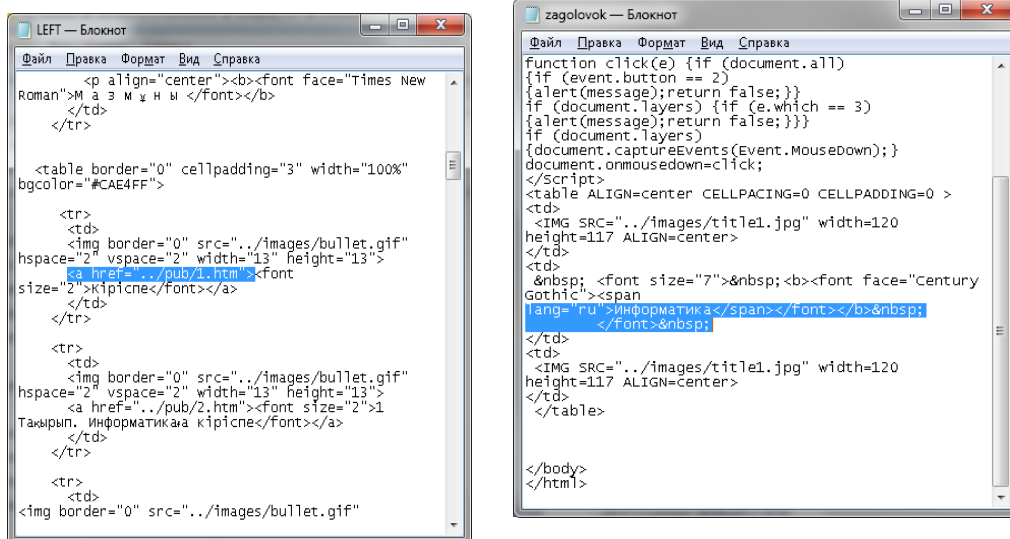 LEFT — Блокнот
Файл Правка Формат Вид Справка
<p align="center"><b><font face="Times New
Roman">М а з м ұ н ы </font></b>
</td>
</tr>
<table border="0" cellpadding="3" width="100%"
bgcolor="#CAE4FF">
<tr>
<td>
<img border="0" src="../images/bullet.gif"
hspace="2" vspace="2" width="13" height="13">
<a href="../pub/1.htm"><font
size="2">Кіріспе</font></a>
</td>
</tr>
<tr>
<td>
<img border="0" src="../images/bullet.gif"
hspace="2" vspace="2" width="13" height="13">
<a href="../pub/2.htm"><font size="2">1
Тақырып. Информатикаға кіріспе</font></a>
</td>
</tr>
<tr>
<td>
<img border="0" src="../images/bullet.gif"
zagolovok — Блокнот
Файл Правка Формат Вид Справка
function click(e) {if (document.all)
{if (event.button == 2)
{alert(message);return false;}}
if (document.layers) {if (e.which == 3)
{alert(message);return false;}}}
if (document.layers)
{document.captureEvents(Event.MouseDown);}
document.onmousedown=click;
</Script>
<table ALIGN=center CELLPACING=0 CELLPADDING=0 >
<td>
<IMG SRC="../images/title1.jpg" width=120
height=117 ALIGN=center>
</td>
<td>
&nbsp; <font size="7">&nbsp;<b><font face="Century
Gothic"><span
lang="ru">Информатика</span></font></b>&nbsp;
</font>&nbsp;
</td>
<td>
<IMG SRC="../images/title1.jpg" width=120
height=117 ALIGN=center>
</td>
</table>
</body>
</html>